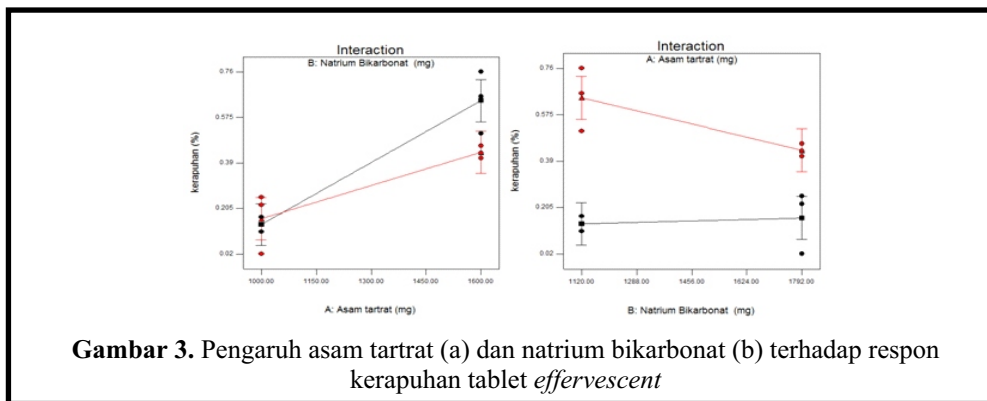 Interaction
B: Natrium Bikarbonat (mg)
0.76
0.575
0.39
0.205
0.02
kerapuhan (%)
1000.00 1150.00 1300.00 1450.00 1600.00
A: Asam tartrat (mg)
Interaction
A: Asam tartrat (mg)
0.76
0.575
0.39
0.205
0.02
kerapuhan (%)
1120.00 1288.00 1456.00 1624.00 1792.00
B: Natrium Bikarbonat (mg)
Gambar 3. Pengaruh asam tartrat (a) dan natrium bikarbonat (b) terhadap respon
kerapuhan tablet effervescent